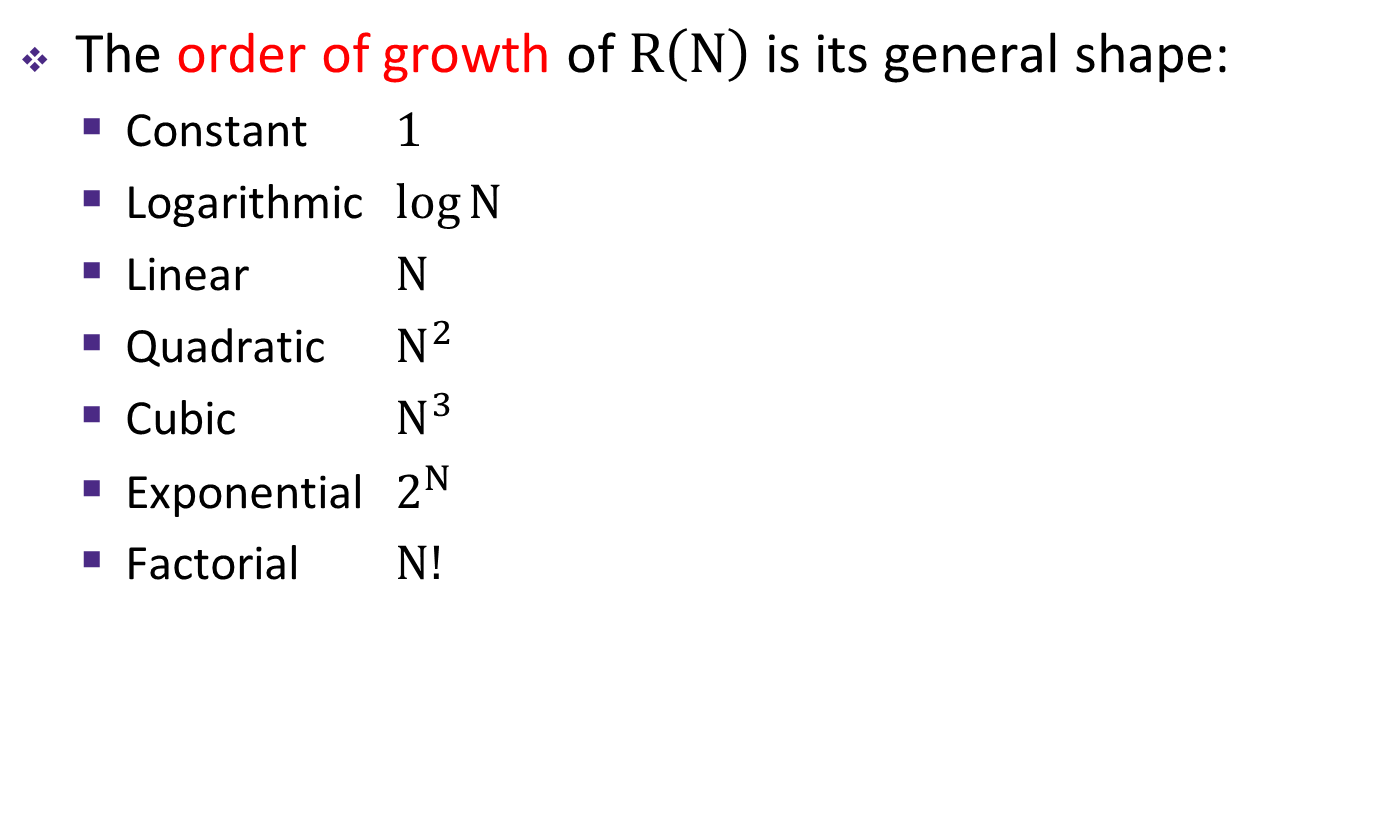 ❖ The order of growth of R(N) is its general shape:
▪ Constant 1
▪ Logarithmic log N
▪ Linear N
▪ Quadratic N²
▪ Cubic N³
▪ Exponential 2ᴺ
▪ Factorial N!